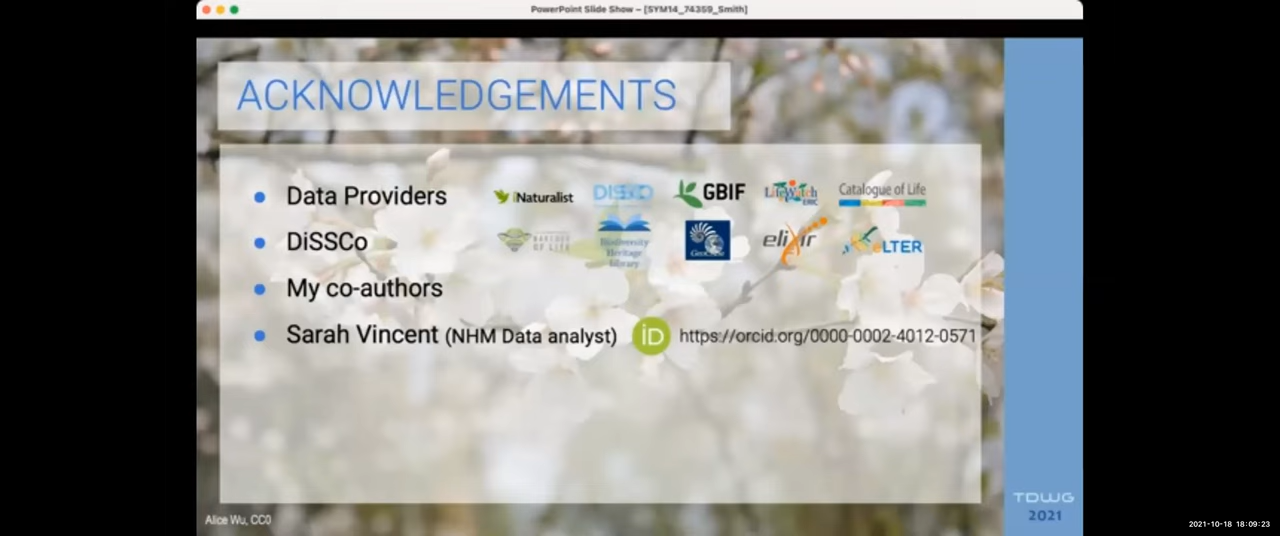 PowerPoint Slide Show – [SYM14_74359_Smith]
ACKNOWLEDGEMENTS
Data Providers
iNaturalist
DISSCO
GBIF
LifeWatch
ERIC
Catalogue of Life
DiSSCo
OF LIFE
Biodiversity
Heritage
Library
GeoCASe
elixir
eLTER
My co-authors
Sarah Vincent (NHM Data analyst) iD https://orcid.org/0000-0002-4012-0571
Alice Wu, CC0
TDWG
2021
2021-10-18 18:09:23